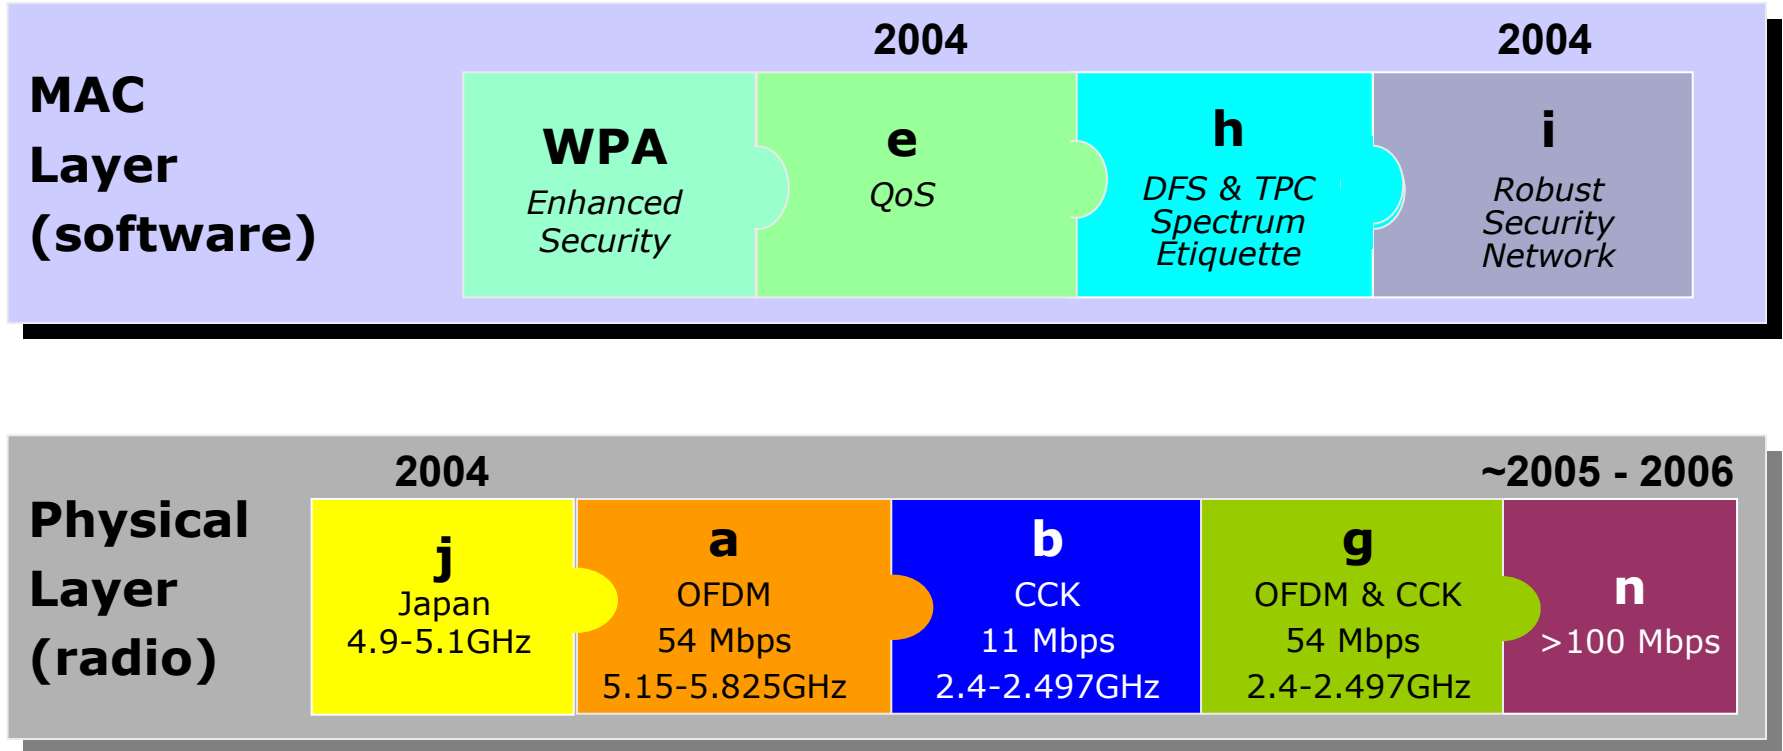 2004
2004
MAC
Layer
(software)
WPA
Enhanced
Security
e
QoS
h
DFS & TPC
Spectrum
Etiquette
i
Robust
Security
Network
2004
~2005 - 2006
Physical
Layer
(radio)
j
Japan
4.9-5.1GHz
a
OFDM
54 Mbps
5.15-5.825GHz
b
CCK
11 Mbps
2.4-2.497GHz
g
OFDM & CCK
54 Mbps
2.4-2.497GHz
n
>100 Mbps